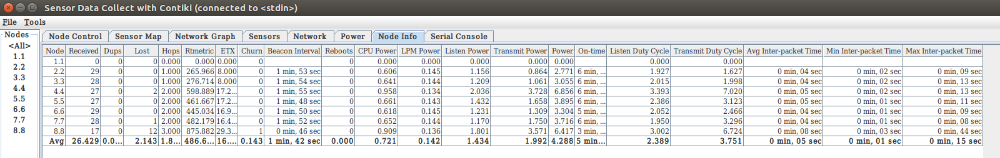 Sensor Data Collect with Contiki (connected to <stdin>)
File Tools
Nodes
<All>
1.1
2.2
3.3
4.4
5.5
6.6
7.7
8.8
Node Control Sensor Map Network Graph Sensors Network Power Node Info Serial Console
Node Received Dups Lost Hops Rtmetric ETX Churn Beacon Interval Reboots CPU Power LPM Power Listen Power Transmit Power Power On-time Listen Duty Cycle Transmit Duty Cycle Avg Inter-packet Time Min Inter-packet Time Max Inter-packet Time
1.1 0 0 0 0.000 0.000 0.000 0 0 0.000 0.000 0.000 0.000 0.000 0.000 0.000
2.2 29 0 0 1.000 265.966 8.000 0 1 min, 53 sec 0 0.606 0.145 1.156 0.864 2.771 6 min, ... 1.927 1.627 0 min, 04 sec 0 min, 02 sec 0 min, 09 sec
3.3 28 0 0 1.000 276.714 8.000 0 1 min, 54 sec 0 0.641 0.144 1.209 1.061 3.055 6 min, ... 2.015 1.998 0 min, 04 sec 0 min, 02 sec 0 min, 13 sec
4.4 27 0 2 2.000 598.889 17.2... 0 1 min, 55 sec 0 0.958 0.134 2.036 3.728 6.856 6 min, ... 3.393 7.020 0 min, 05 sec 0 min, 02 sec 0 min, 13 sec
5.5 27 0 0 2.000 461.667 17.2... 0 1 min, 48 sec 0 0.661 0.143 1.432 1.658 3.895 6 min, ... 2.386 3.123 0 min, 05 sec 0 min, 01 sec 0 min, 11 sec
6.6 29 0 0 2.000 445.034 16.9... 0 1 min, 50 sec 0 0.618 0.145 1.231 1.309 3.304 5 min, ... 2.052 2.466 0 min, 04 sec 0 min, 01 sec 0 min, 09 sec
7.7 28 0 1 2.000 482.179 16.4... 0 1 min, 52 sec 0 0.652 0.144 1.170 1.750 3.716 6 min, ... 1.950 3.296 0 min, 04 sec 0 min, 01 sec 0 min, 08 sec
8.8 17 0 12 3.000 875.882 29.3... 1 0 min, 46 sec 0 0.909 0.136 1.801 3.571 6.417 3 min, ... 3.002 6.724 0 min, 08 sec 0 min, 03 sec 0 min, 44 sec
Avg 26.429 0.0... 2.143 1.8... 486.6... 16.... 0.143 1 min, 42 sec 0.000 0.721 0.142 1.434 1.992 4.288 5 min... 2.389 3.751 0 min, 05 sec 0 min, 01 sec 0 min, 15 sec